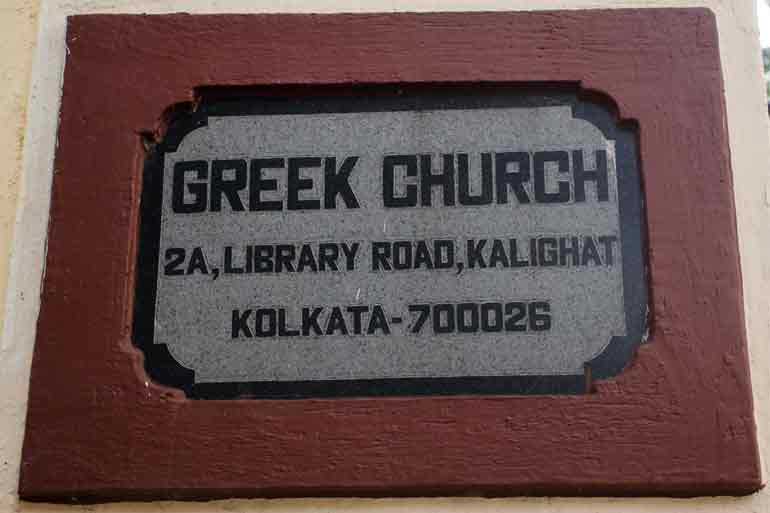 GREEK CHURCH
2A, LIBRARY ROAD, KALIGHAT
KOLKATA-700026